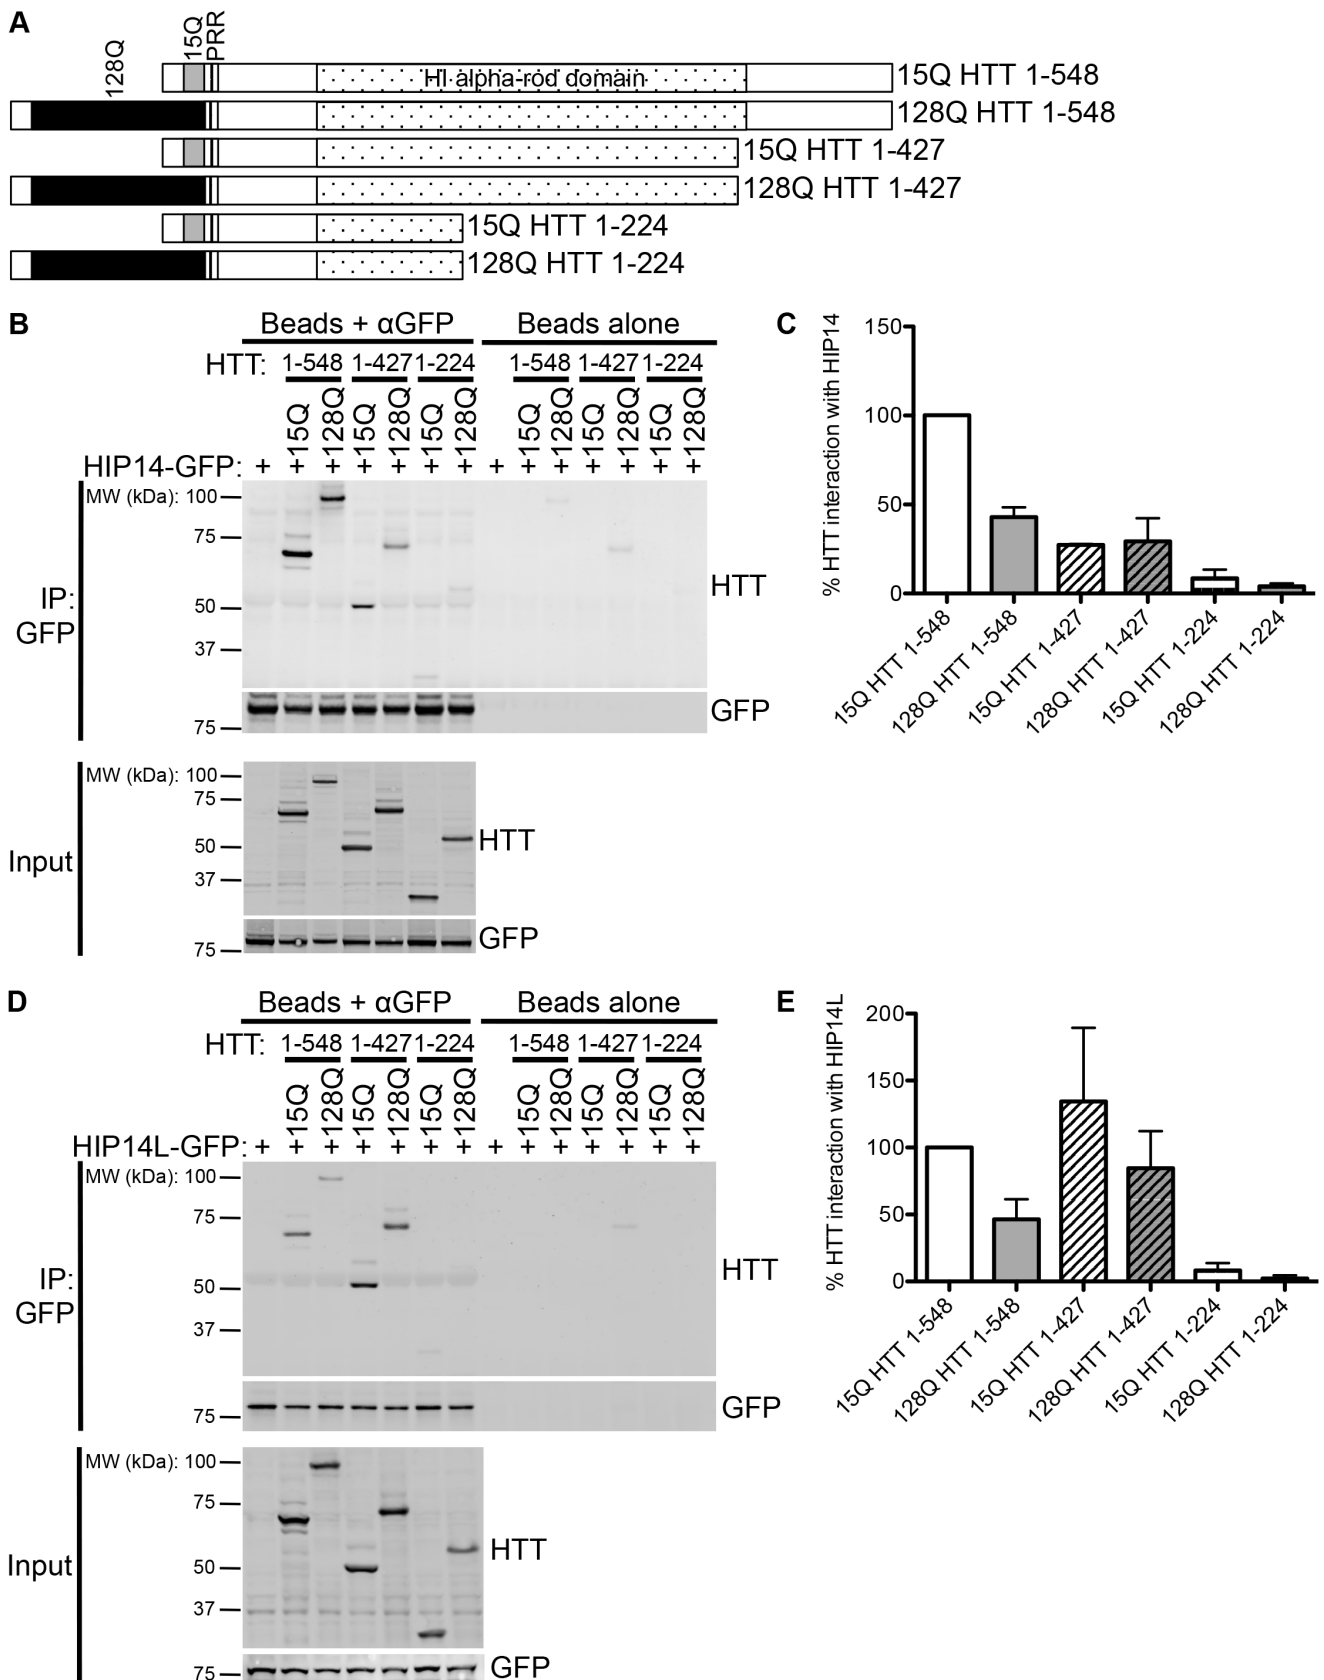 A
128Q
15Q
PRR
HI alpha-rod domain
15Q HTT 1-548
128Q HTT 1-548
15Q HTT 1-427
128Q HTT 1-427
15Q HTT 1-224
128Q HTT 1-224
B
Beads + αGFP
Beads alone
HTT: 1-548 1-427 1-224 1-548 1-427 1-224
15Q 128Q 15Q 128Q 15Q 128Q 15Q 128Q 15Q 128Q 15Q 128Q
HIP14-GFP: + + + + + + + + + + + + + +
MW (kDa): 100
75
50
37
HTT
IP:
GFP
75
GFP
MW (kDa): 100
75
50
37
HTT
Input
75
GFP
C
% HTT interaction with HIP14
150
100
50
0
15Q HTT 1-548
128Q HTT 1-548
15Q HTT 1-427
128Q HTT 1-427
15Q HTT 1-224
128Q HTT 1-224
D
Beads + αGFP
Beads alone
HTT: 1-548 1-427 1-224 1-548 1-427 1-224
15Q 128Q 15Q 128Q 15Q 128Q 15Q 128Q 15Q 128Q 15Q 128Q
HIP14L-GFP: + + + + + + + + + + + + + +
MW (kDa): 100
75
50
37
HTT
IP:
GFP
75
GFP
MW (kDa): 100
75
50
37
HTT
Input
75
GFP
E
% HTT interaction with HIP14L
200
150
100
50
0
15Q HTT 1-548
128Q HTT 1-548
15Q HTT 1-427
128Q HTT 1-427
15Q HTT 1-224
128Q HTT 1-224